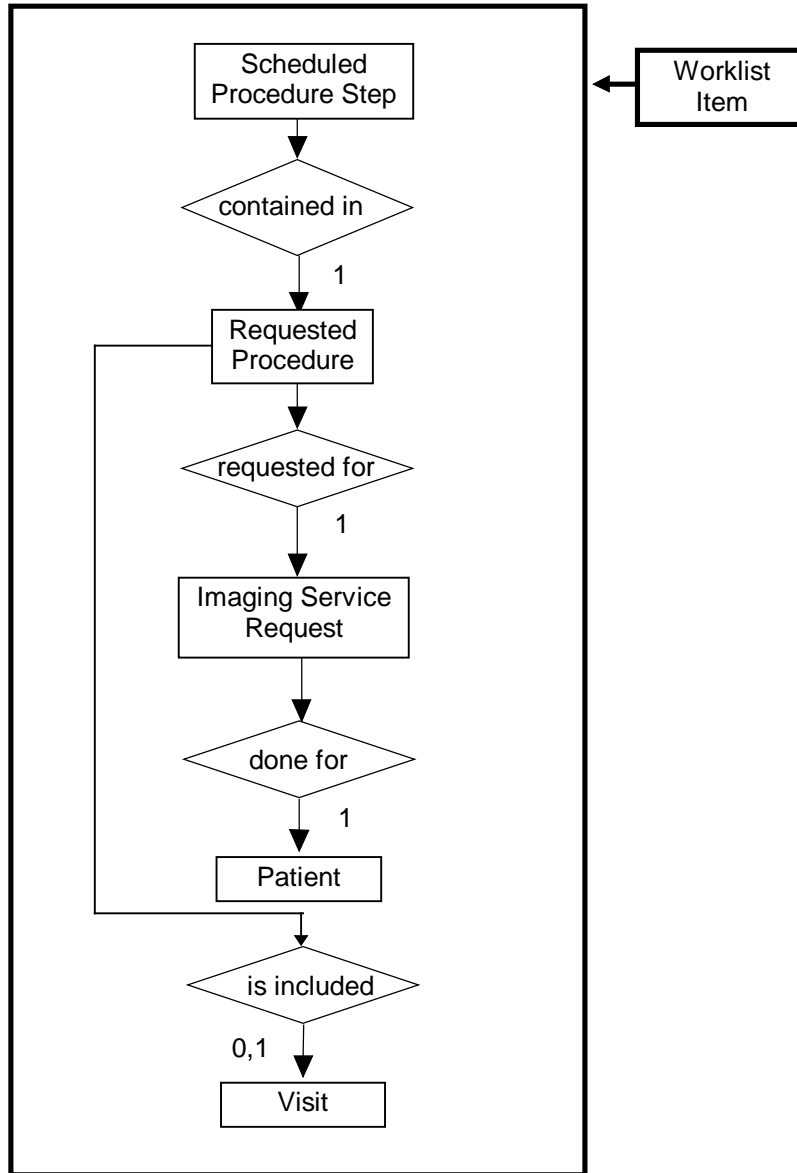 Scheduled
Procedure Step
Worklist
Item
contained in
1
Requested
Procedure
requested for
1
Imaging Service
Request
done for
1
Patient
is included
0,1
Visit